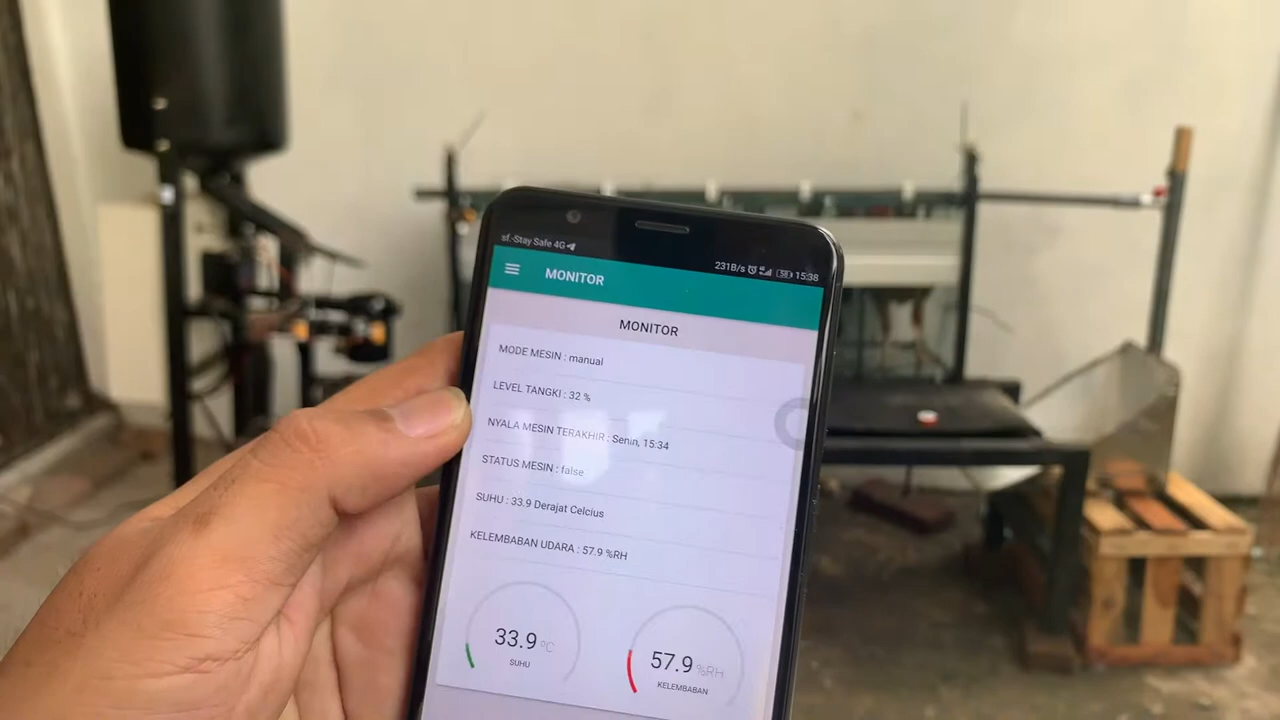 sf.-Stay Safe 4G
231B/s 58 15:38
MONITOR
MONITOR
MODE MESIN : manual
LEVEL TANGKI : 32 %
NYALA MESIN TERAKHIR : Senin, 15:34
STATUS MESIN : false
SUHU : 33.9 Derajat Celcius
KELEMBABAN UDARA : 57.9 %RH
33.9 °C
SUHU
57.9 %RH
KELEMBABAN